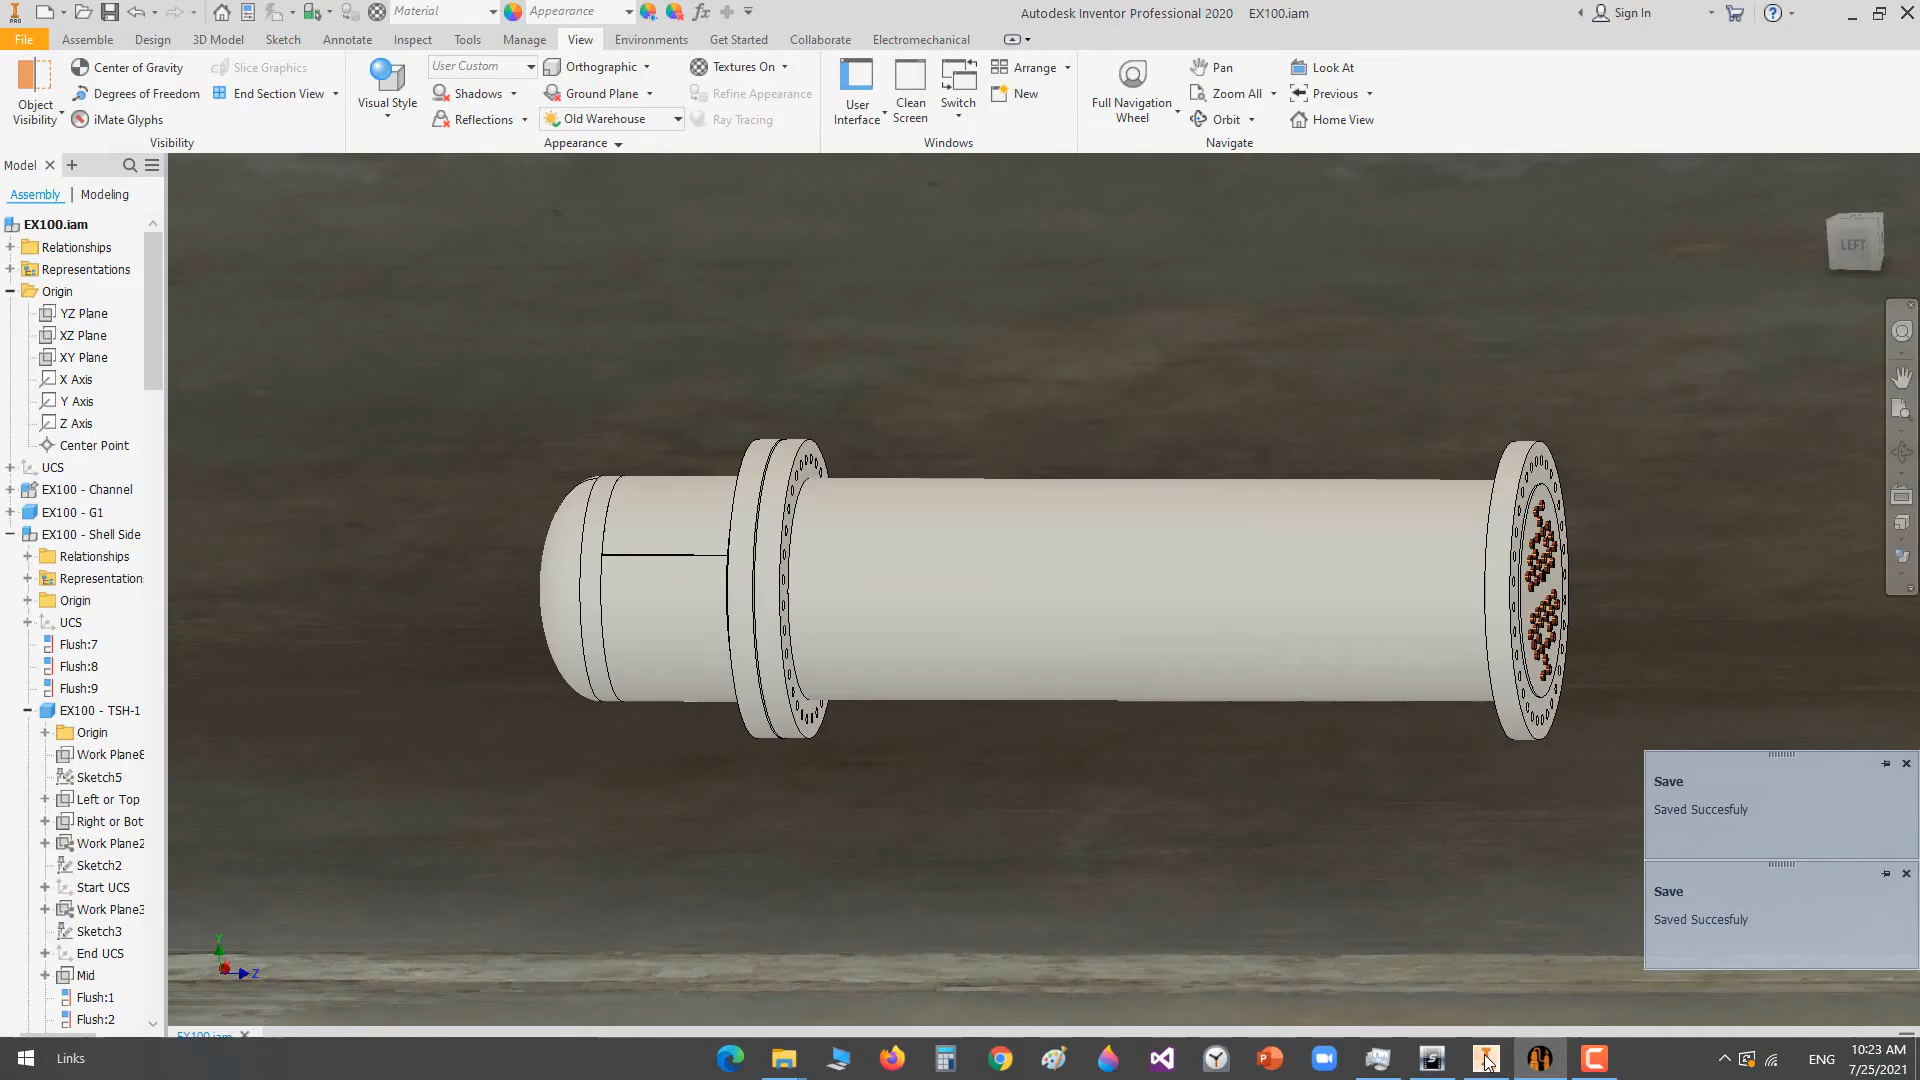 Material
Appearance
Autodesk Inventor Professional 2020 EX100.iam
Sign In
File Assemble Design 3D Model Sketch Annotate Inspect Tools Manage View Environments Get Started Collaborate Electromechanical
Object Visibility
Center of Gravity
Degrees of Freedom
iMate Glyphs
Slice Graphics
End Section View
Visibility
Visual Style
User Custom
Shadows
Reflections
Orthographic
Ground Plane
Old Warehouse
Textures On
Refine Appearance
Ray Tracing
Appearance
User Interface
Clean Screen
Switch
Arrange
New
Windows
Full Navigation Wheel
Pan
Zoom All
Orbit
Look At
Previous
Home View
Navigate
Model
Assembly | Modeling
EX100.iam
Relationships
Representations
Origin
YZ Plane
XZ Plane
XY Plane
X Axis
Y Axis
Z Axis
Center Point
UCS
EX100 - Channel
EX100 - G1
EX100 - Shell Side
Relationships
Representation
Origin
UCS
Flush:7
Flush:8
Flush:9
EX100 - TSH-1
Origin
Work Plane8
Sketch5
Left or Top
Right or Bot
Work Plane2
Sketch2
Start UCS
Work Plane3
Sketch3
End UCS
Mid
Flush:1
Flush:2
LEFT
Y
Z
Save
Saved Succesfuly
Save
Saved Succesfuly
EX100.iam
Links
ENG
10:23 AM
7/25/2021